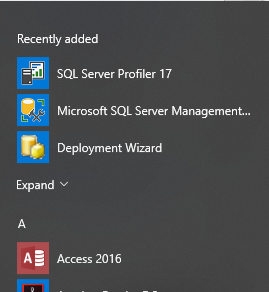 Recently added
SQL Server Profiler 17
Microsoft SQL Server Management...
Deployment Wizard
Expand
A
Access 2016